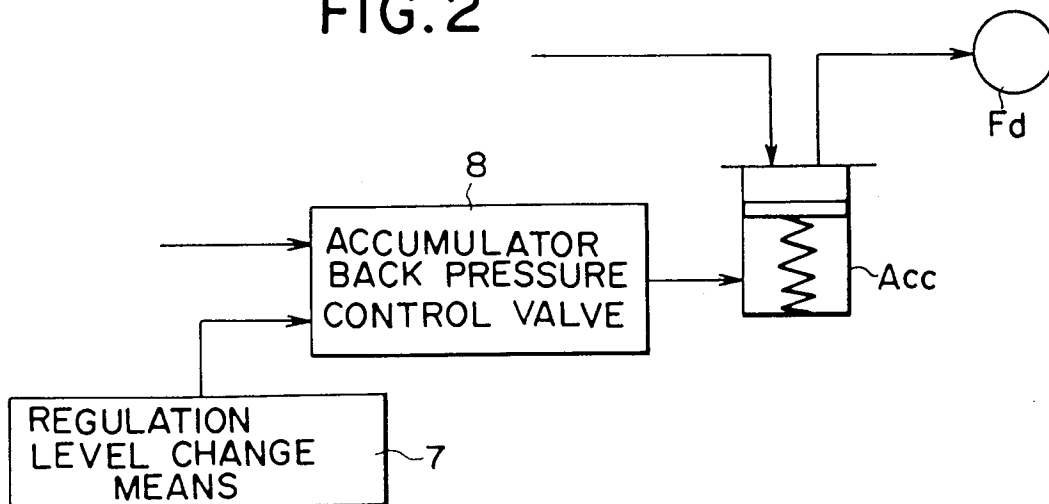 FIG. 2
Fd
8
ACCUMULATOR
BACK PRESSURE
CONTROL VALVE
Acc
REGULATION
LEVEL CHANGE
MEANS
7